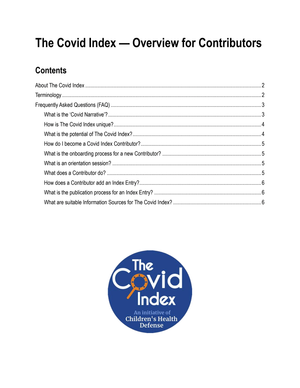 The Covid Index — Overview for Contributors
Contents
About The Covid Index ........ 2
Terminology ........ 2
Frequently Asked Questions (FAQ) ........ 3
What is the 'Covid Narrative'? ........ 3
How is The Covid Index unique? ........ 4
What is the potential of The Covid Index? ........ 4
How do I become a Covid Index Contributor? ........ 5
What is the onboarding process for a new Contributor? ........ 5
What is an orientation session? ........ 5
What does a Contributor do? ........ 5
How does a Contributor add an Index Entry? ........ 6
What is the publication process for an Index Entry? ........ 6
What are suitable Information Sources for The Covid Index? ........ 6
The
Covid
Index
An initiative of
Children's Health
Defense